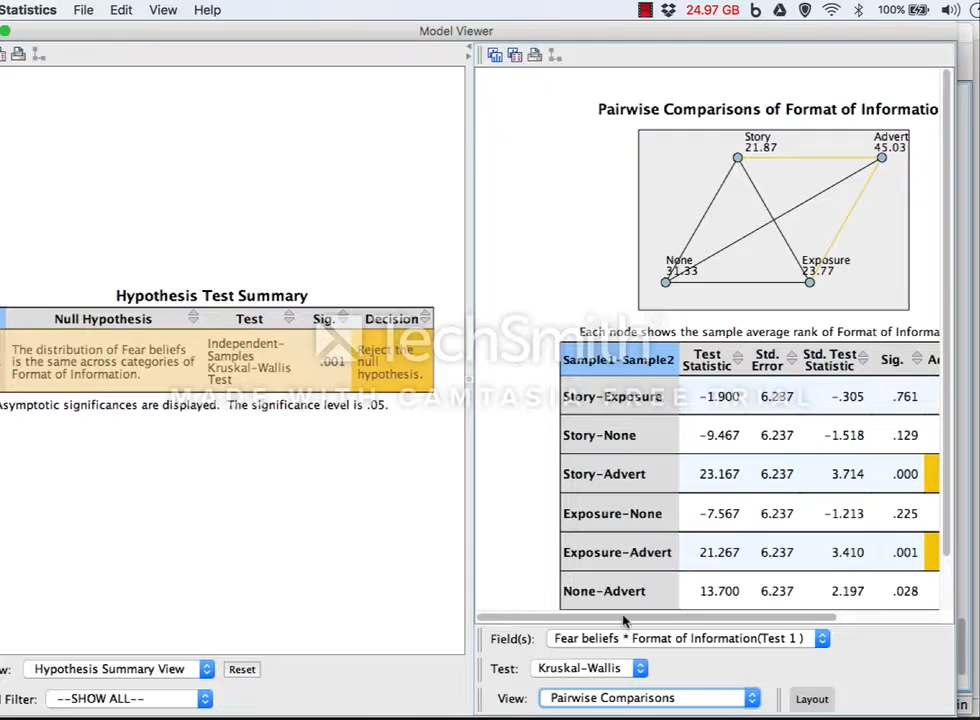 Statistics File Edit View Help 24.97 GB 100%
Model Viewer
Pairwise Comparisons of Format of Informatio
Story
21.87
Advert
45.03
None
31.33
Exposure
23.77
Each node shows the sample average rank of Format of Informa
Hypothesis Test Summary
Null Hypothesis Test Sig. Decision
The distribution of Fear beliefs
is the same across categories of
Format of Information.
Independent-
Samples
Kruskal-Wallis
Test
.001
Reject the
null
hypothesis.
Asymptotic significances are displayed. The significance level is .05.
TechSmith
MADE WITH CAMTASIA FREE TRIAL
Sample1-Sample2 Test Statistic Std. Error Std. Test Statistic Sig.
Story-Exposure -1.900 6.237 -.305 .761
Story-None -9.467 6.237 -1.518 .129
Story-Advert 23.167 6.237 3.714 .000
Exposure-None -7.567 6.237 -1.213 .225
Exposure-Advert 21.267 6.237 3.410 .001
None-Advert 13.700 6.237 2.197 .028
Field(s): Fear beliefs * Format of Information(Test 1 )
Test: Kruskal-Wallis
View: Pairwise Comparisons Layout
Hypothesis Summary View Reset
Filter: --SHOW ALL--